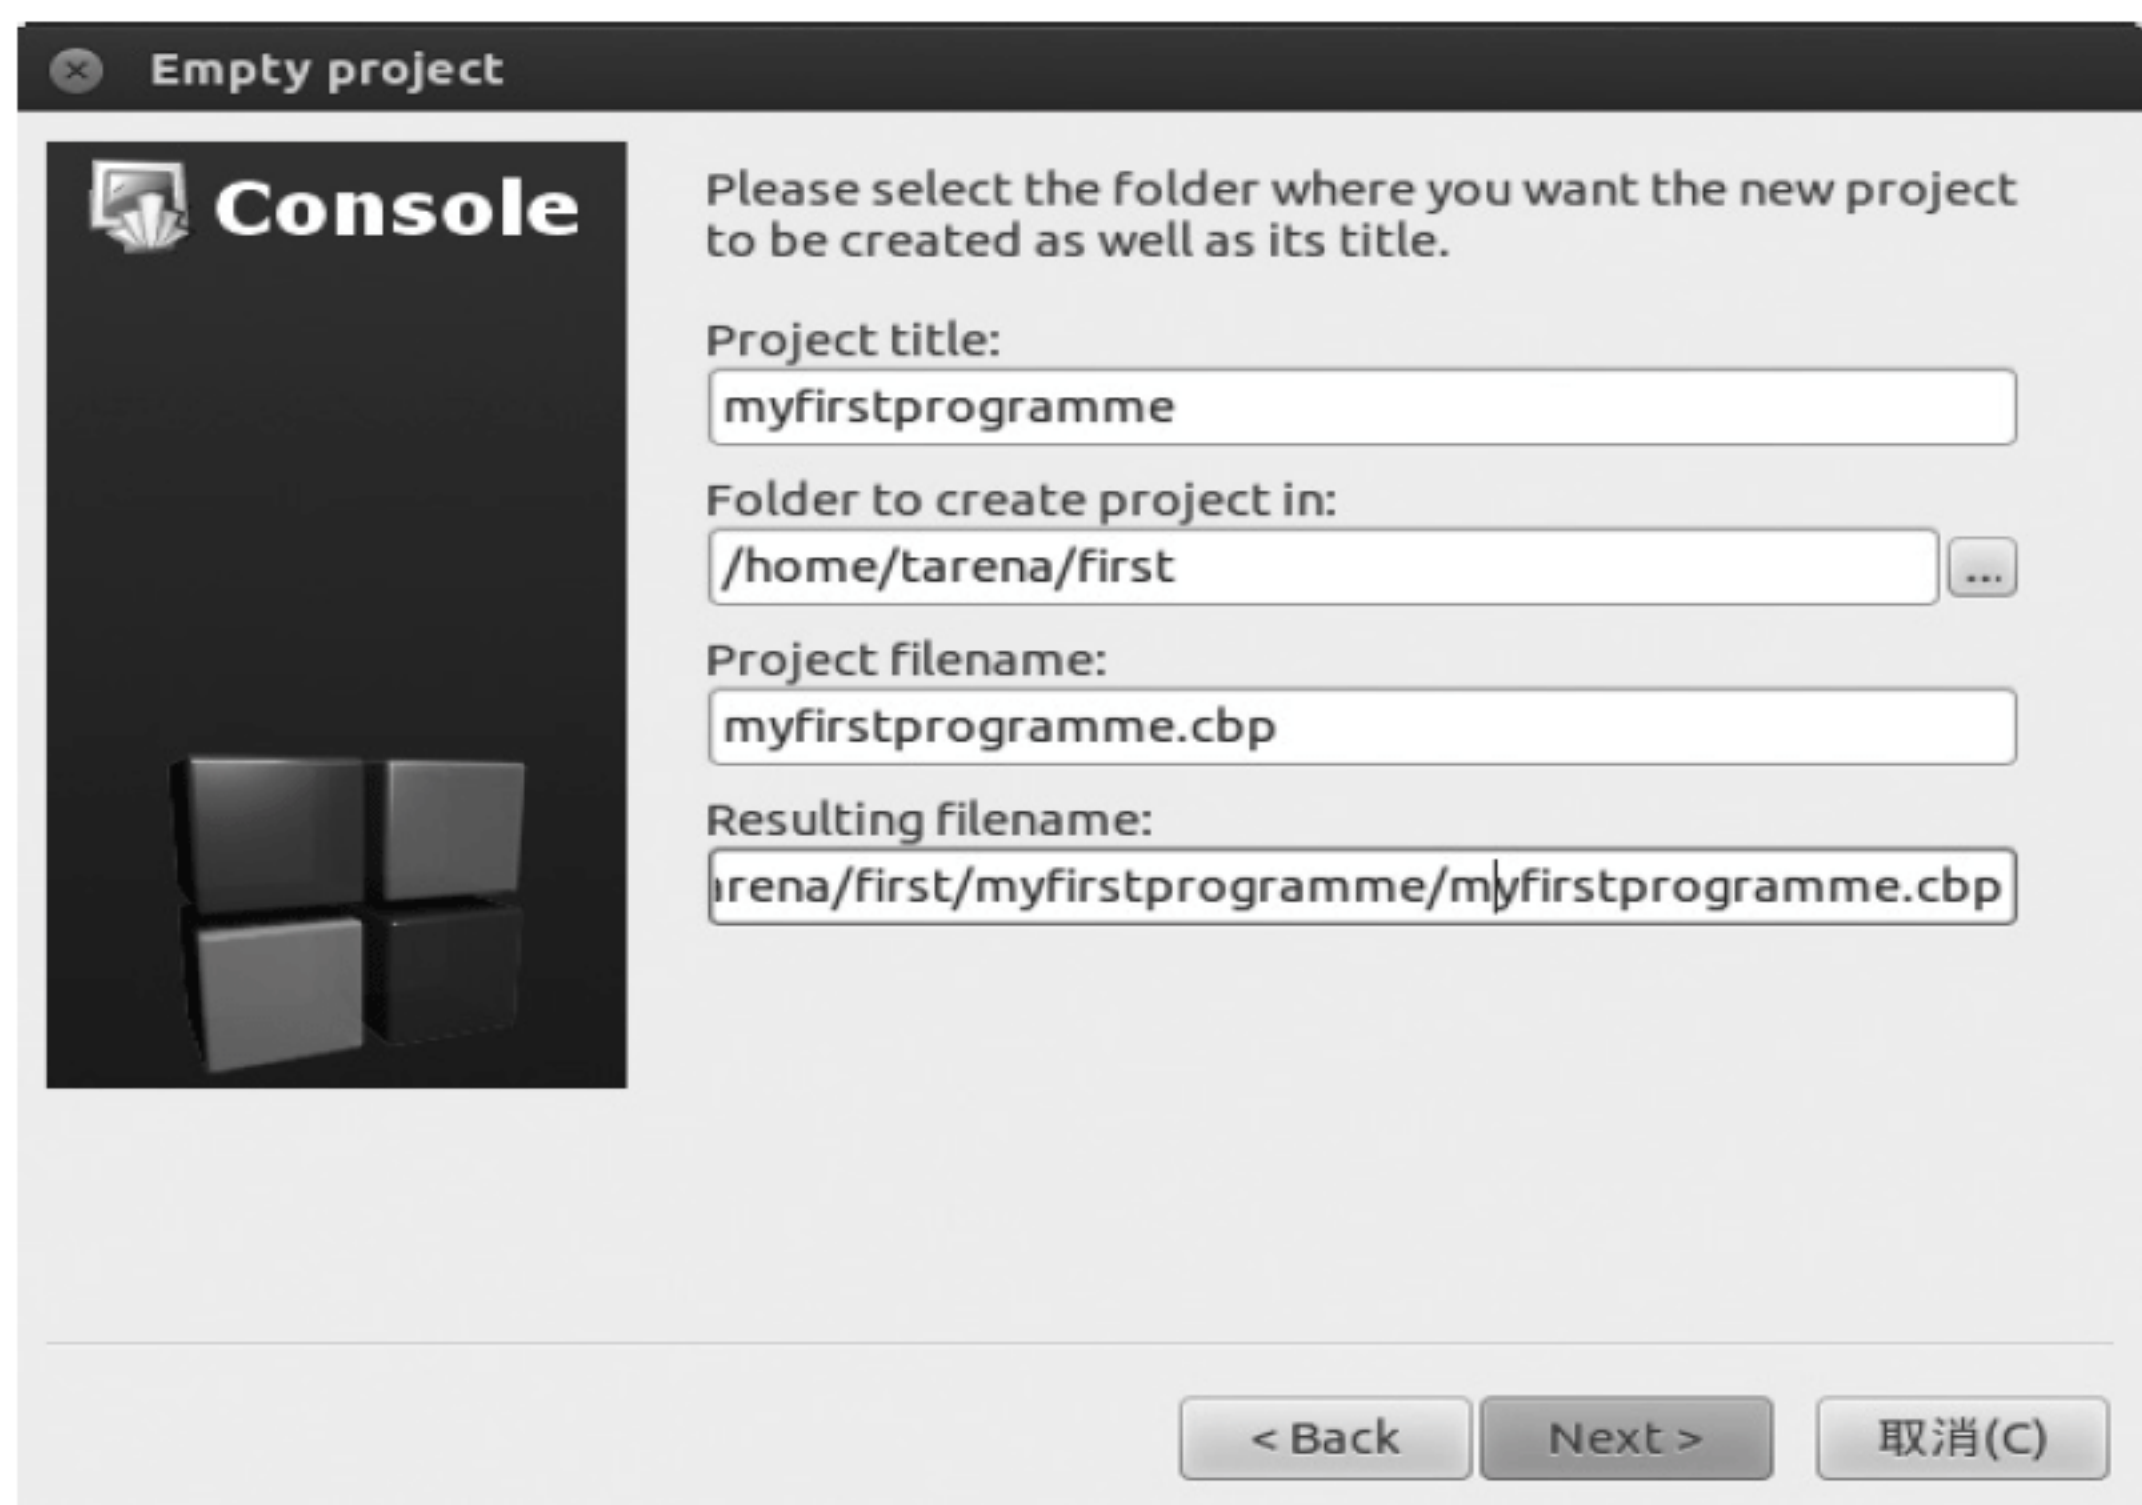 Empty project
Console
Please select the folder where you want the new project
to be created as well as its title.
Project title:
myfirstprogramme
Folder to create project in:
/home/tarena/first
...
Project filename:
myfirstprogramme.cbp
Resulting filename:
arena/first/myfirstprogramme/myfirstprogramme.cbp
< Back
Next >
取消(C)